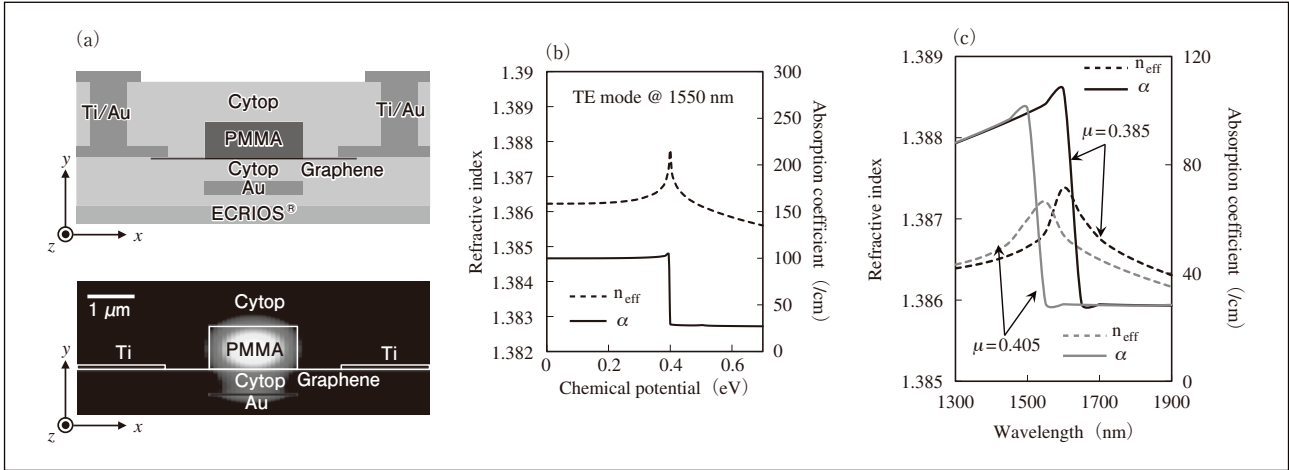 (a)
Cytop
Ti/Au
Ti/Au
PMMA
Cytop
Graphene
Au
ECRIOS®
y
z
x
1 μm
Cytop
PMMA
Ti
Ti
Cytop
Graphene
Au
y
z
x
(b)
1.39
1.389
1.388
1.387
1.386
1.385
1.384
1.383
1.382
Refractive index
TE mode @ 1550 nm
n_eff
α
300
250
200
150
100
50
0
Absorption coefficient (/cm)
0
0.2
0.4
0.6
Chemical potential (eV)
(c)
1.389
1.388
1.387
1.386
1.385
Refractive index
n_eff
α
μ=0.385
μ=0.405
n_eff
α
120
80
40
0
Absorption coefficient (/cm)
1300
1500
1700
1900
Wavelength (nm)